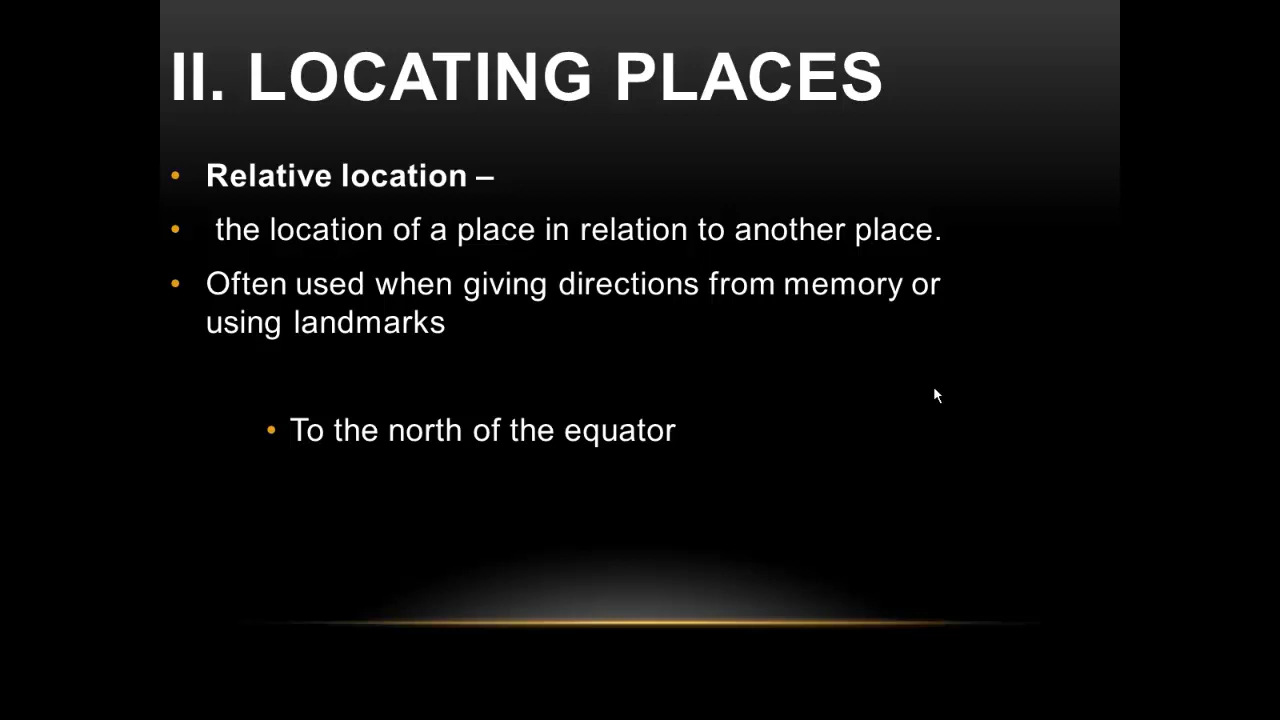 II. LOCATING PLACES
• Relative location –
• the location of a place in relation to another place.
• Often used when giving directions from memory or
using landmarks
• To the north of the equator